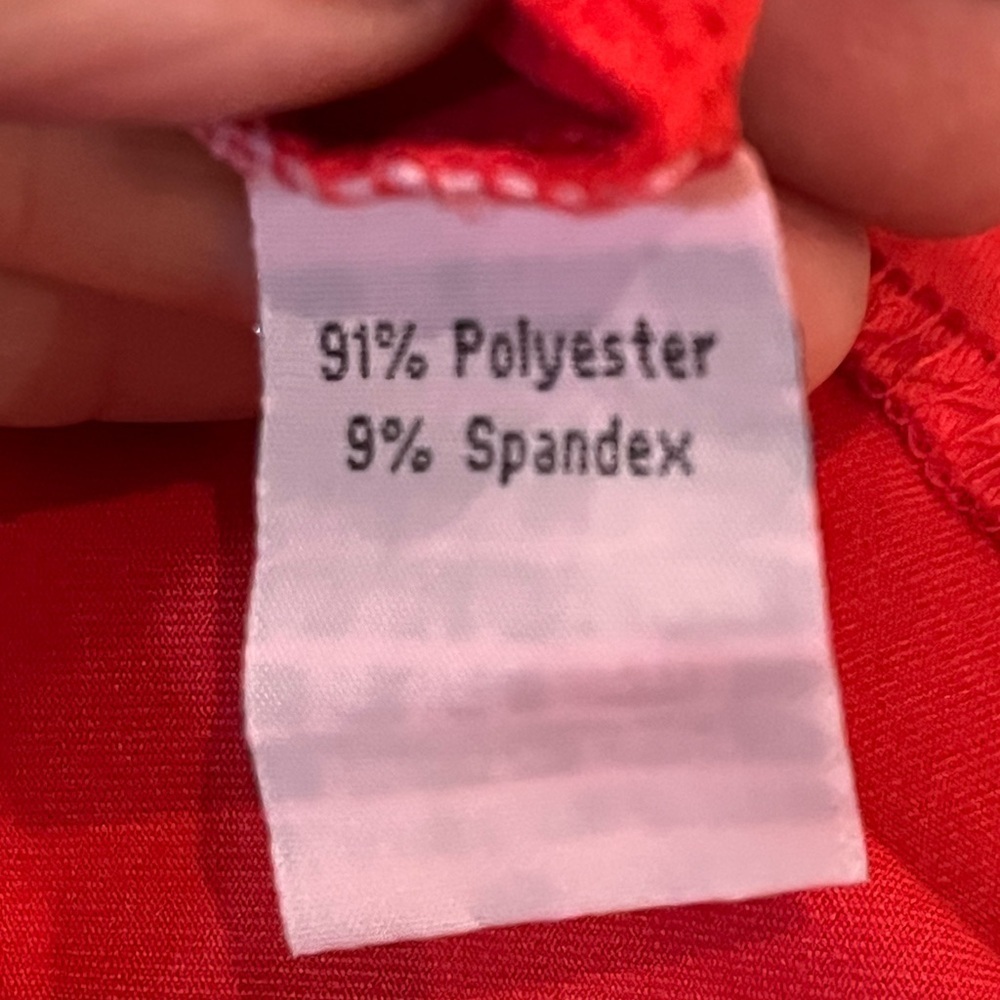 91% Polyester
9% Spandex